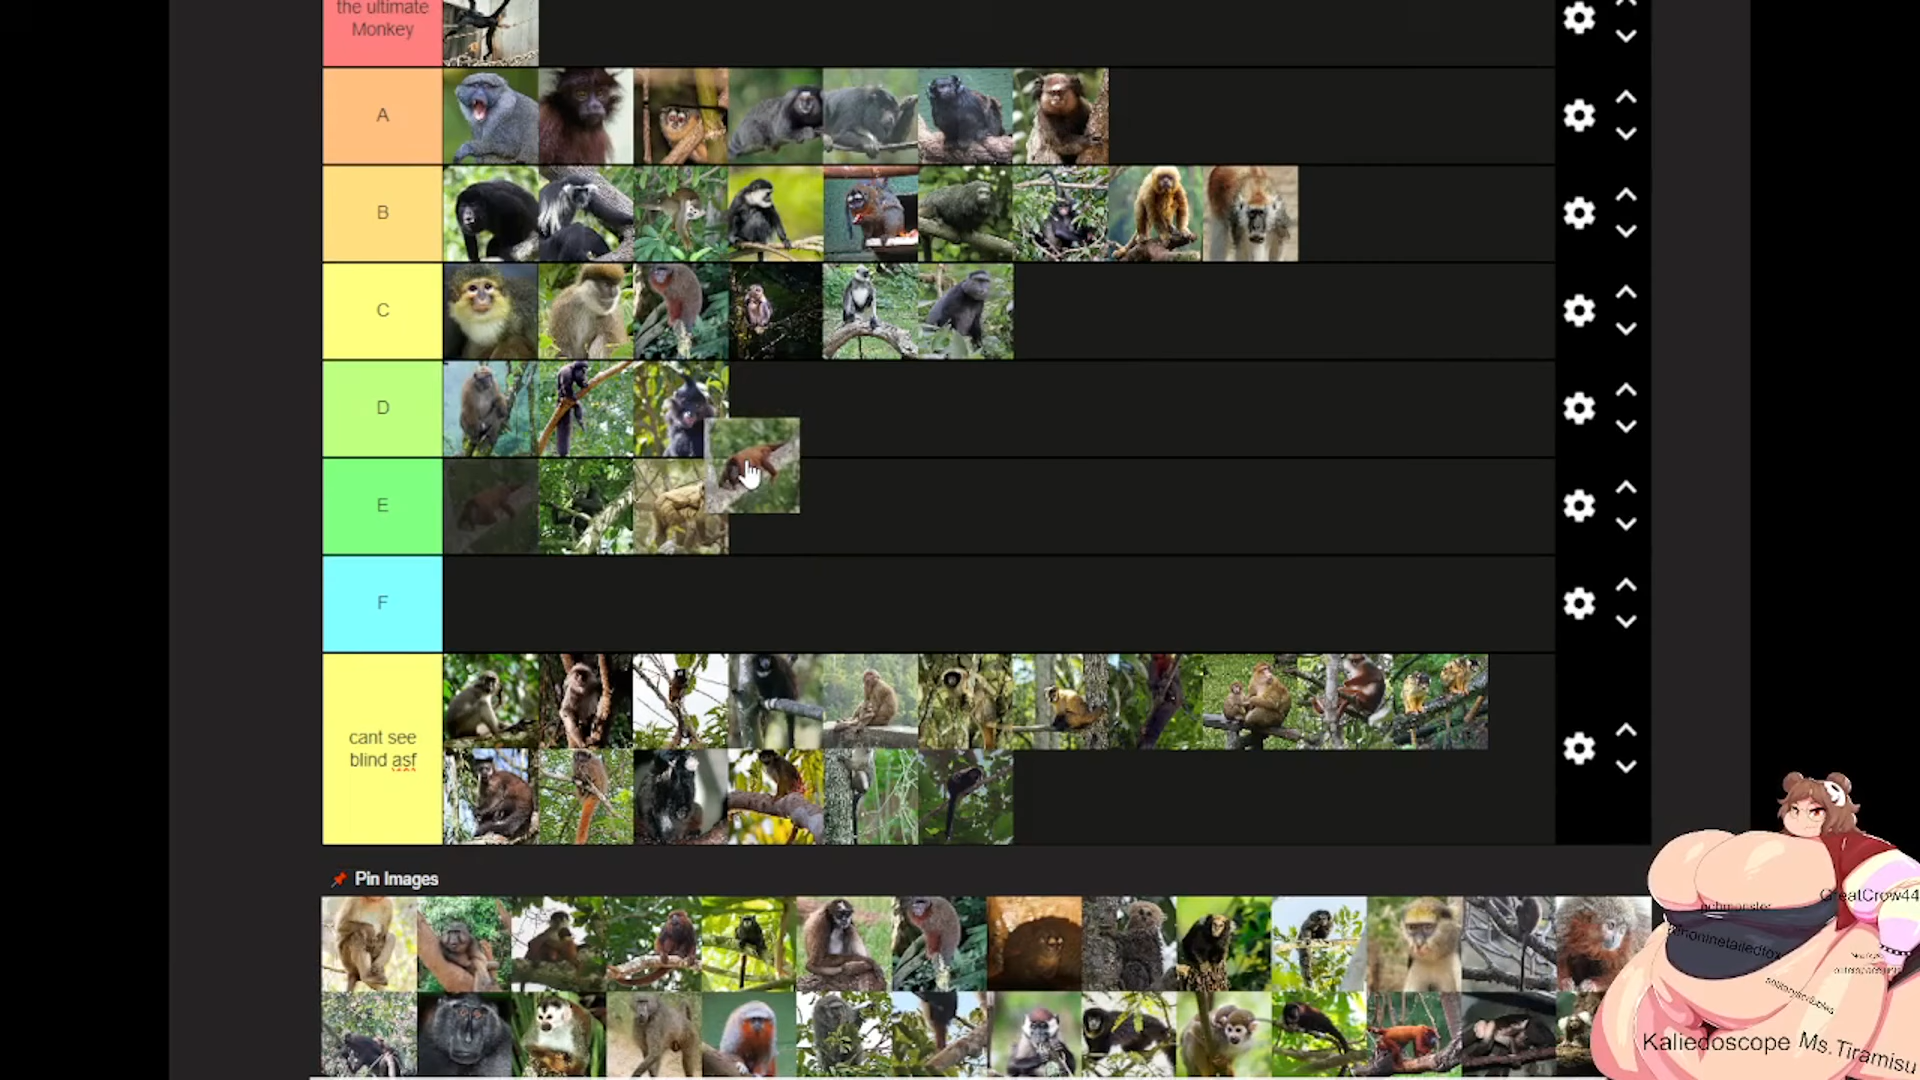 the ultimate
Monkey
A
B
C
D
E
F
cant see
blind asf
Pin Images
GreatCrow44
Kaliedoscope
Ms.Tiramisu